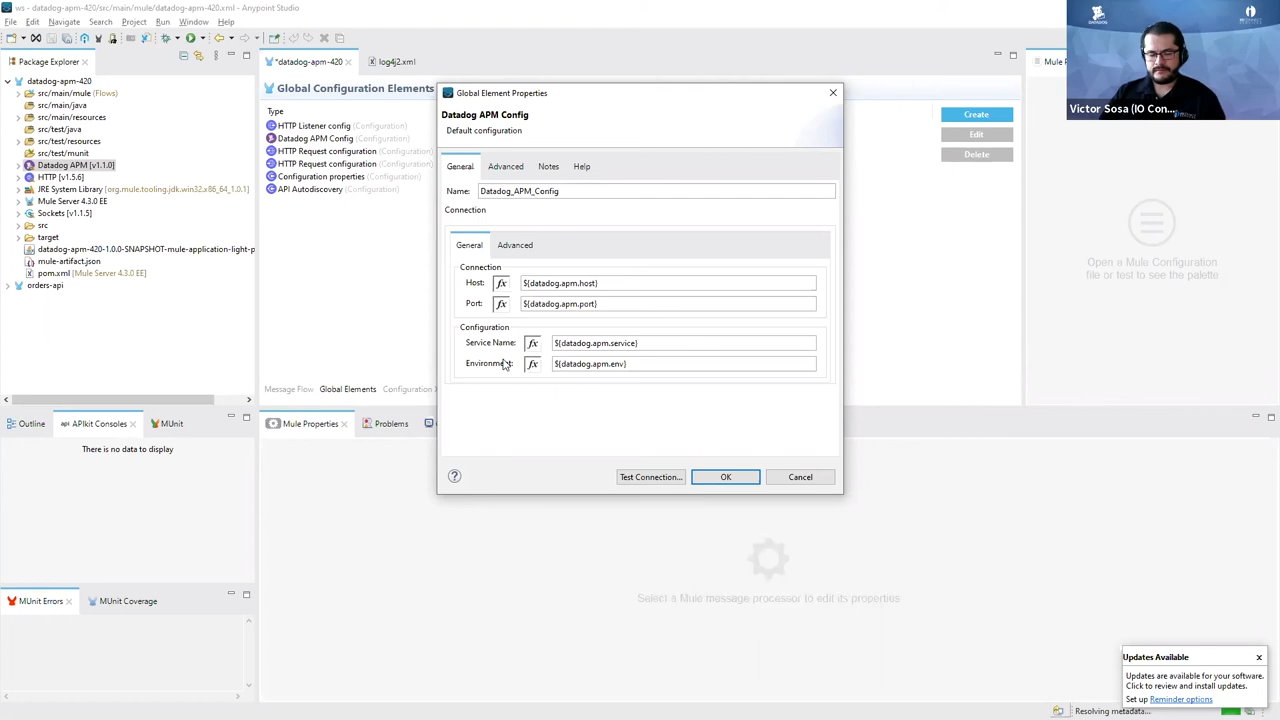 ws - datadog-apm-420/src/main/mule/datadog-apm-420.xml - Anypoint Studio
File Edit Navigate Search Project Run Window Help
Package Explorer
datadog-apm-420
src/main/mule (Flows)
src/main/java
src/main/resources
src/test/java
src/test/resources
src/test/munit
Datadog APM [v1.1.0]
HTTP [v1.5.6]
JRE System Library [org.mule.tooling.jdk.win32.x86_64_1.0.1]
Mule Server 4.3.0 EE
Sockets [v1.1.5]
src
target
datadog-apm-420-1.0.0-SNAPSHOT-mule-application-light-p
mule-artifact.json
pom.xml [Mule Server 4.3.0 EE]
orders-api
*datadog-apm-420
log4j2.xml
Global Configuration Elements
Type
HTTP Listener config (Configuration)
Datadog APM Config (Configuration)
HTTP Request configuration (Configuration)
HTTP Request configuration (Configuration)
Configuration properties (Configuration)
API Autodiscovery (Configuration)
Create
Edit
Delete
Message Flow Global Elements Configuration
Global Element Properties
Datadog APM Config
Default configuration
General Advanced Notes Help
Name: Datadog_APM_Config
Connection
General Advanced
Connection
Host: fx ${datadog.apm.host}
Port: fx ${datadog.apm.port}
Configuration
Service Name: fx ${datadog.apm.service}
Environment: fx ${datadog.apm.env}
? Test Connection... OK Cancel
Mule P
Open a Mule Configuration
file or test to see the palette
DATADOG
Victor Sosa (IO Con...
Outline APIkit Consoles MUnit
There is no data to display
MUnit Errors MUnit Coverage
Mule Properties Problems
Select a Mule message processor to edit its properties
Updates Available x
Updates are available for your software.
Click to review and install updates.
Set up Reminder options
Resolving metadata...